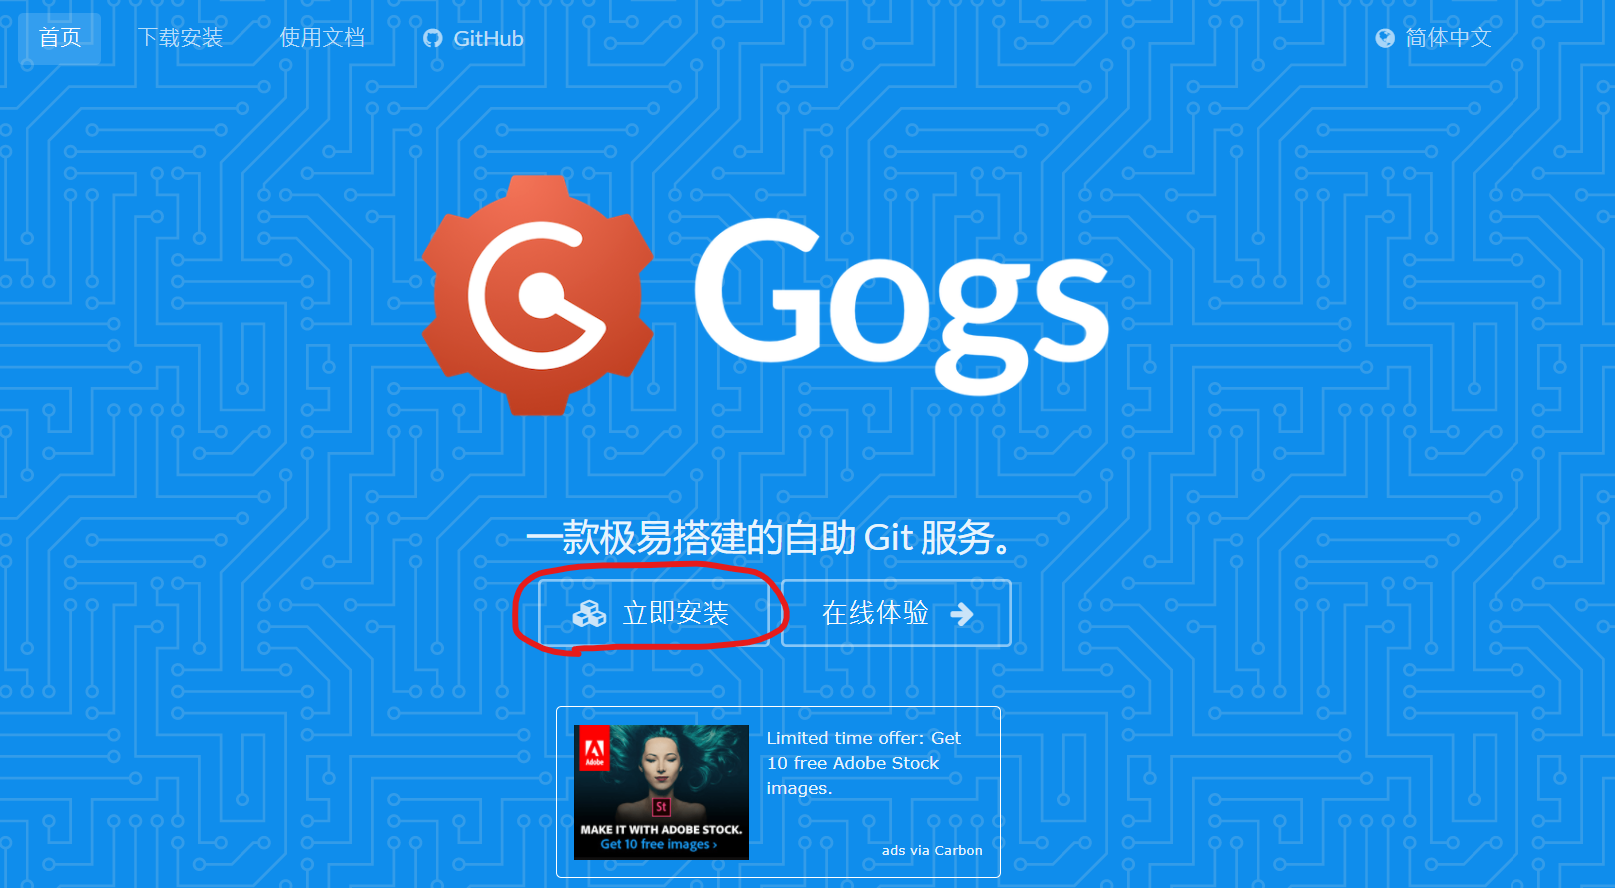 首页
下载安装
使用文档
GitHub
简体中文
Gogs
一款极易搭建的自助 Git 服务。
立即安装
在线体验
Adobe
St
MAKE IT WITH ADOBE STOCK.
Get 10 free images ›
Limited time offer: Get
10 free Adobe Stock
images.
ads via Carbon